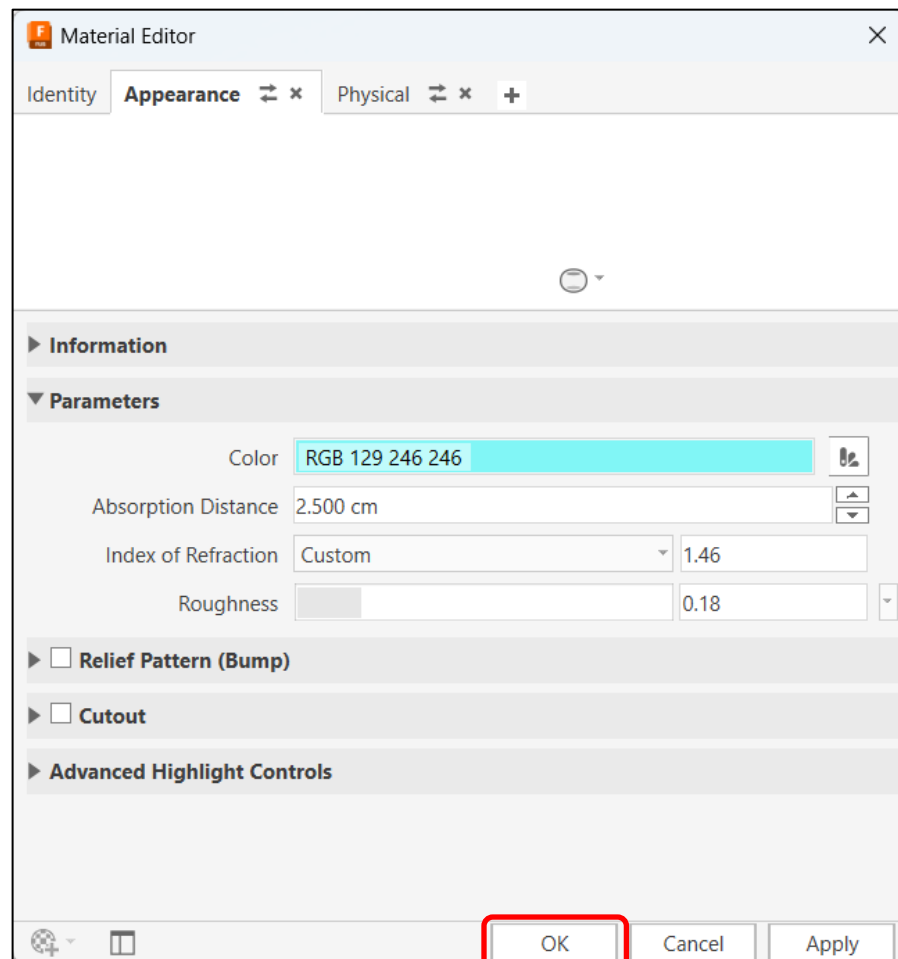 Material Editor
Identity Appearance Physical
Information
Parameters
Color RGB 129 246 246
Absorption Distance 2.500 cm
Index of Refraction Custom 1.46
Roughness 0.18
Relief Pattern (Bump)
Cutout
Advanced Highlight Controls
OK Cancel Apply